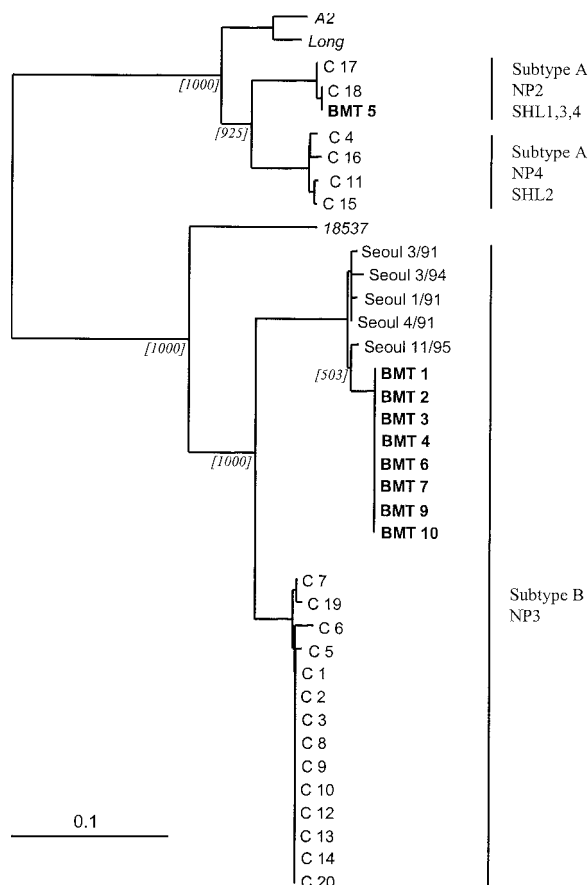 A2
Long
[1000]
C 17
C 18
BMT 5
Subtype A
NP2
SHL1,3,4
[925]
C 4
C 16
C 11
C 15
Subtype A
NP4
SHL2
18537
Seoul 3/91
Seoul 3/94
Seoul 1/91
Seoul 4/91
Seoul 11/95
[1000]
[503]
BMT 1
BMT 2
BMT 3
BMT 4
BMT 6
BMT 7
BMT 9
BMT 10
[1000]
C 7
C 19
C 6
C 5
C 1
C 2
C 3
C 8
C 9
C 10
C 12
C 13
C 14
C 20
Subtype B
NP3
0.1